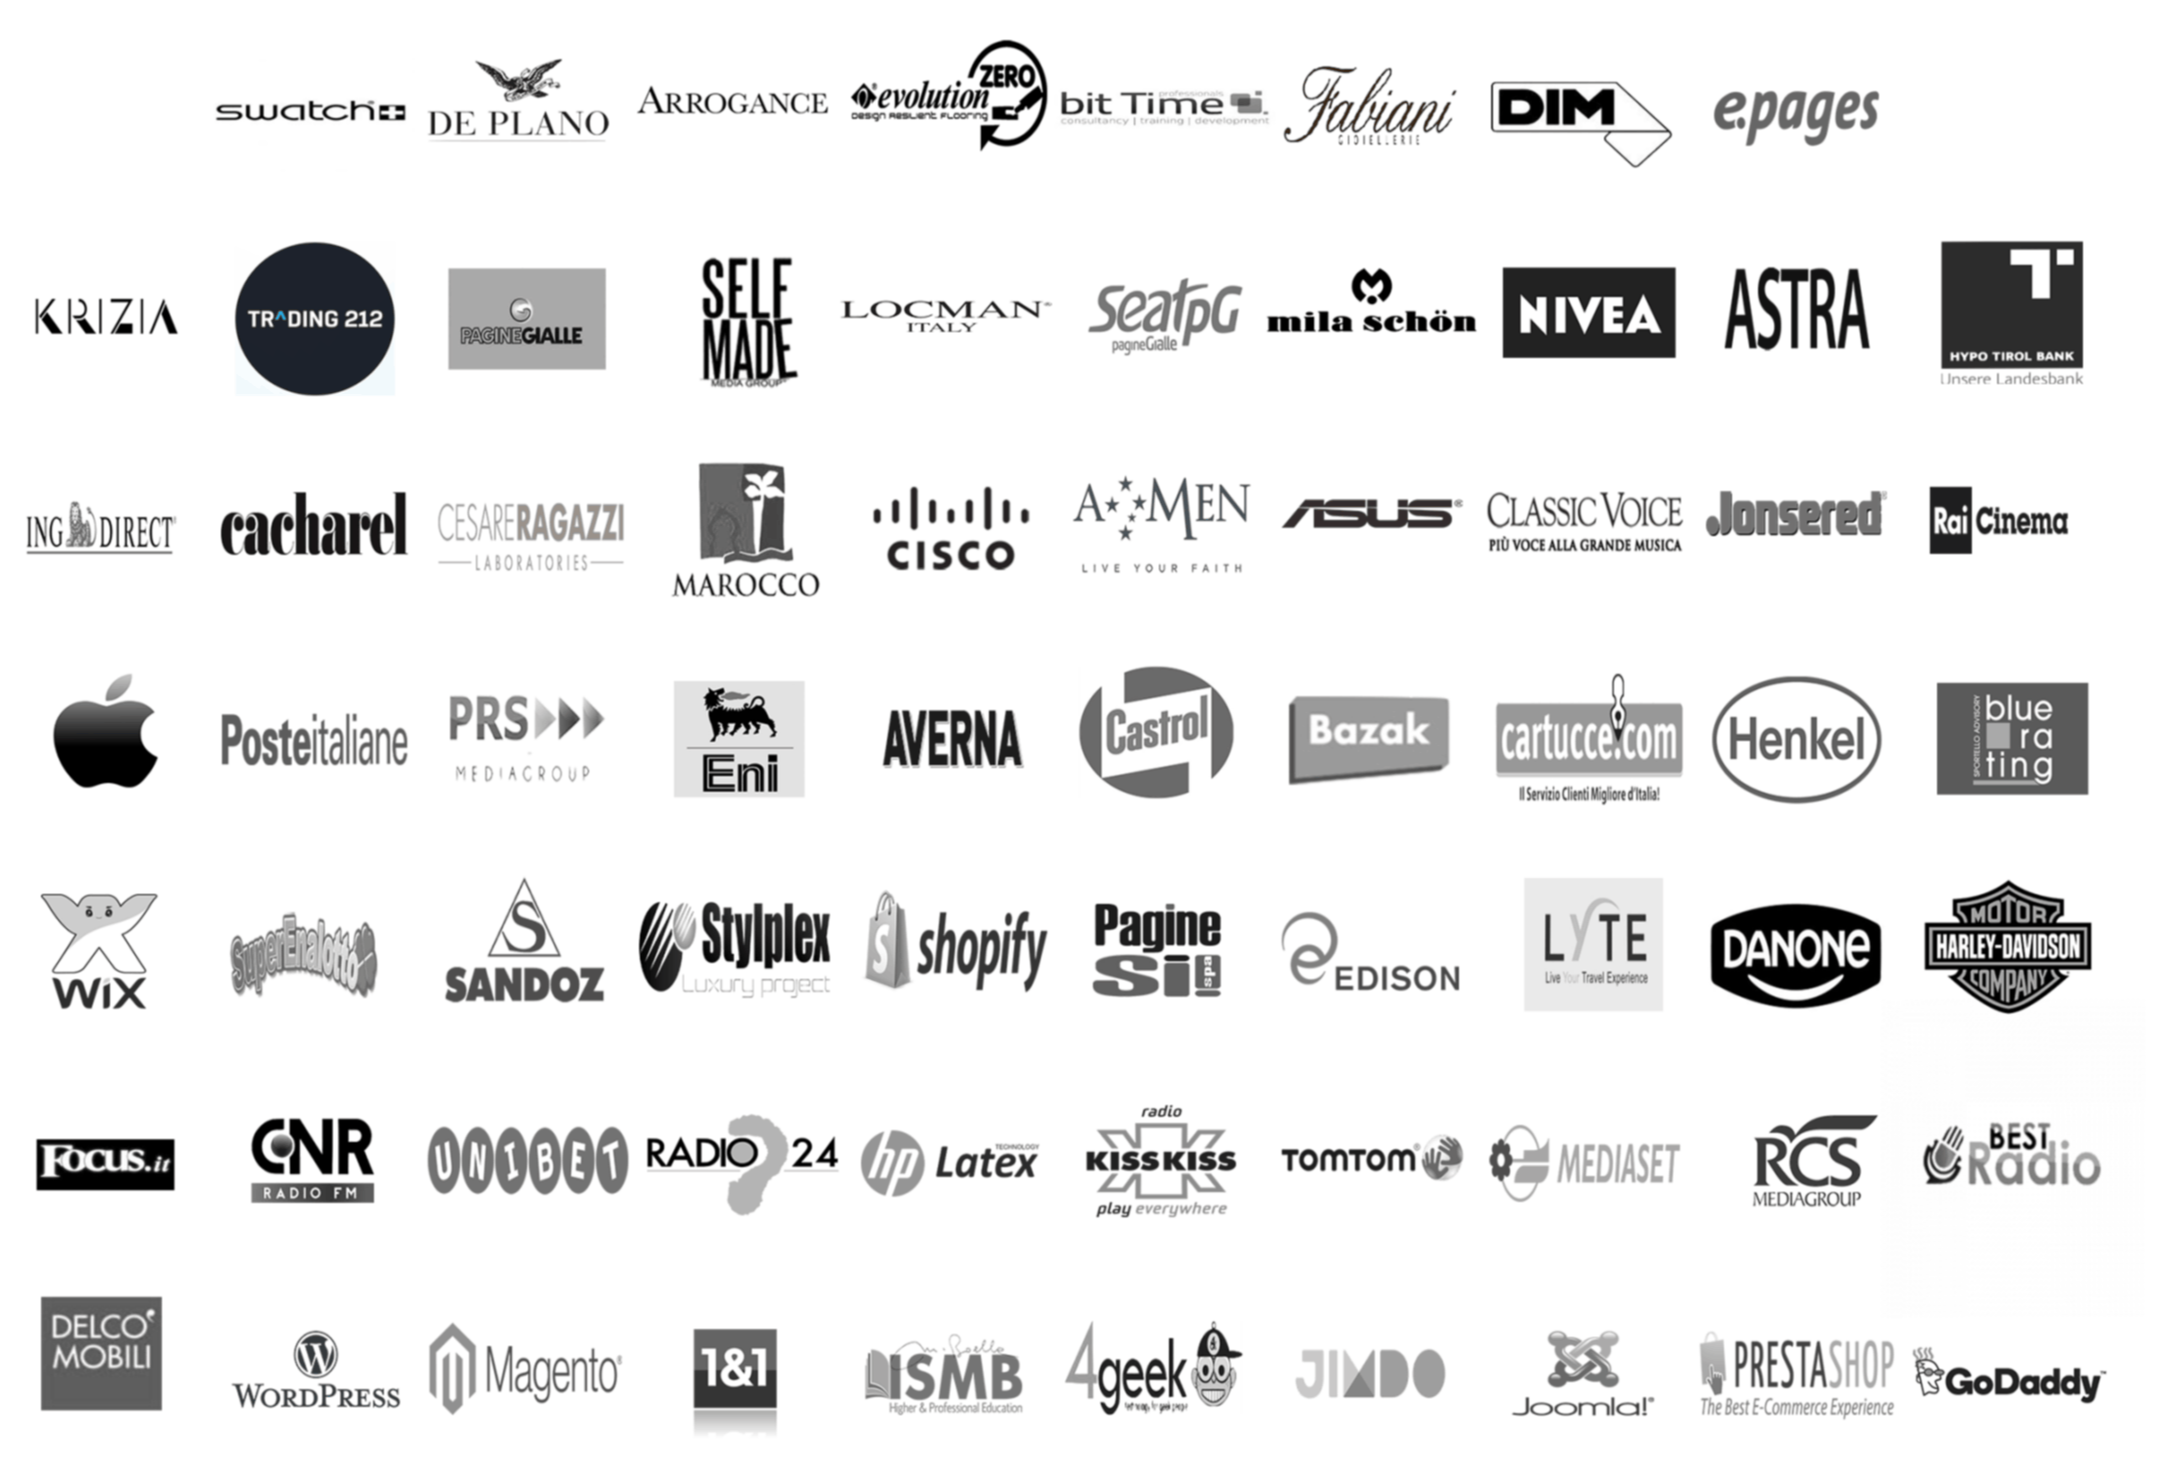 swatch
DE PLANO
ARROGANCE
evolution ZERO
Design Resilient Flooring
professionals
bit Time
consultancy | training | development
Fabiani
GIOIELLERIE
DIM
e.pages
KRIZIA
TR^DING 212
PAGINEGIALLE
SELF
MADE
MEDIA GROUP
LOCMAN
ITALY
SeatpG
pagineGialle
mila schön
NIVEA
ASTRA
HYPO TIROL BANK
Unsere Landesbank
ING DIRECT
cacharel
CESARERAGAZZI
LABORATORIES
MAROCCO
CISCO
AMEN
LIVE YOUR FAITH
ASUS
CLASSIC VOICE
PIÙ VOCE ALLA GRANDE MUSICA
Jonsered
Rai Cinema
Posteitaliane
PRS
MEDIAGROUP
Eni
AVERNA
Castrol
Bazak
cartucce.com
Il Servizio Clienti Migliore d'Italia!
Henkel
SPORTELLO ADVISORY
blue
ra
ting
WiX
SuperEnalotto
S
SANDOZ
Stylplex
Luxury project
S shopify
Pagine
Sì! spa
EDISON
LYTE
Live Your Travel Experience
DANONE
MOTOR
HARLEY-DAVIDSON
COMPANY
Focus.it
CNR
RADIO FM
UNIBET
RADIO 24
TECHNOLOGY
hp Latex
radio
KISS KISS
play everywhere
TOMTOM
MEDIASET
RCS
MEDIAGROUP
BEST
Radio
DELCO
MOBILI
W
WORDPRESS
Magento
1&1
ISMB
Higher & Professional Education
4geek
JIMDO
Joomla!
PRESTASHOP
The Best E-Commerce Experience
GoDaddy